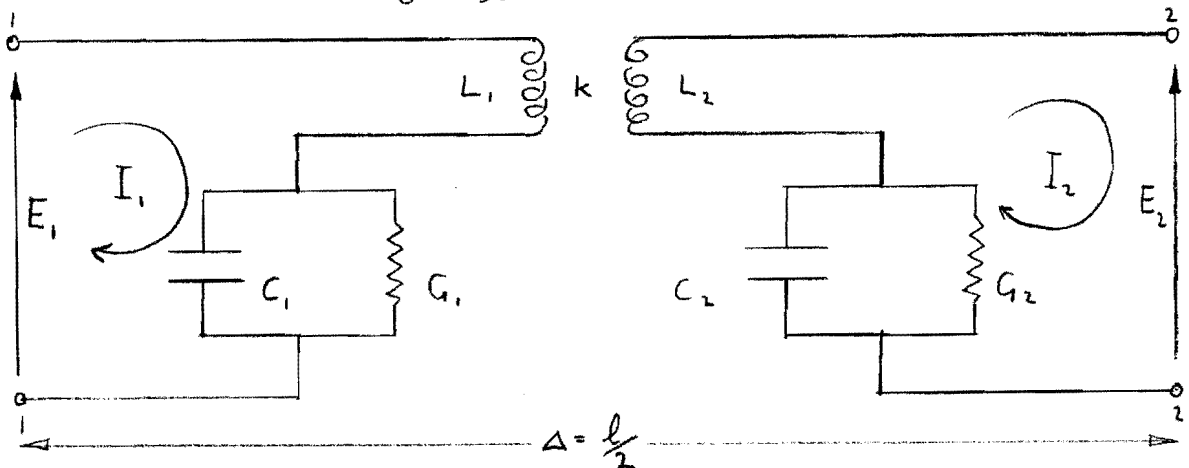 1 2
L₁ k L₂
I₁ I₂
E₁ E₂
C₁ G₁ C₂ G₂
1 2
Δ = l/2